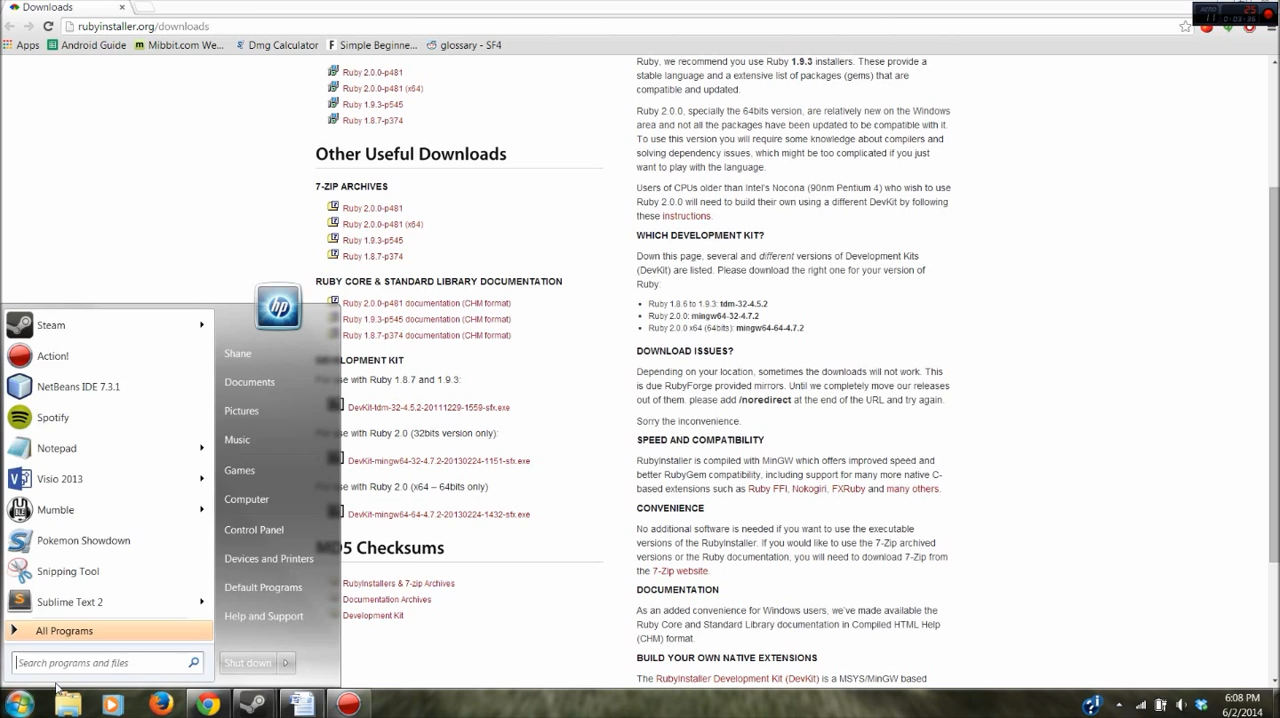 Downloads
rubyinstaller.org/downloads
Apps
Android Guide
Mibbit.com We...
Dmg Calculator
Simple Beginne...
glossary - SF4
25
11
0:03:36
Ruby 2.0.0-p481
Ruby 2.0.0-p481 (x64)
Ruby 1.9.3-p545
Ruby 1.8.7-p374
Other Useful Downloads
7-ZIP ARCHIVES
Ruby 2.0.0-p481
Ruby 2.0.0-p481 (x64)
Ruby 1.9.3-p545
Ruby 1.8.7-p374
RUBY CORE & STANDARD LIBRARY DOCUMENTATION
Ruby 2.0.0-p481 documentation (CHM format)
Ruby 1.9.3-p545 documentation (CHM format)
Ruby 1.8.7-p374 documentation (CHM format)
DEVELOPMENT KIT
use with Ruby 1.8.7 and 1.9.3:
DevKit-tdm-32-4.5.2-20111229-1559-sfx.exe
use with Ruby 2.0 (32bits version only):
DevKit-mingw64-32-4.7.2-20130224-1151-sfx.exe
use with Ruby 2.0 (x64 – 64bits only)
DevKit-mingw64-64-4.7.2-20130224-1432-sfx.exe
MD5 Checksums
RubyInstallers & 7-zip Archives
Documentation Archives
Development Kit
Ruby, we recommend you use Ruby 1.9.3 installers. These provide a
stable language and a extensive list of packages (gems) that are
compatible and updated.
Ruby 2.0.0, specially the 64bits version, are relatively new on the Windows
area and not all the packages have been updated to be compatible with it.
To use this version you will require some knowledge about compilers and
solving dependency issues, which might be too complicated if you just
want to play with the language.
Users of CPUs older than Intel's Nocona (90nm Pentium 4) who wish to use
Ruby 2.0.0 will need to build their own using a different DevKit by following
these instructions.
WHICH DEVELOPMENT KIT?
Down this page, several and different versions of Development Kits
(DevKit) are listed. Please download the right one for your version of
Ruby:
• Ruby 1.8.6 to 1.9.3: tdm-32-4.5.2
• Ruby 2.0.0: mingw64-32-4.7.2
• Ruby 2.0.0 x64 (64bits): mingw64-64-4.7.2
DOWNLOAD ISSUES?
Depending on your location, sometimes the downloads will not work. This
is due RubyForge provided mirrors. Until we completely move our releases
out of them, please add /noredirect at the end of the URL and try again.
Sorry the inconvenience.
SPEED AND COMPATIBILITY
RubyInstaller is compiled with MinGW which offers improved speed and
better RubyGem compatibility, including support for many more native C-
based extensions such as Ruby FFI, Nokogiri, FXRuby and many others.
CONVENIENCE
No additional software is needed if you want to use the executable
versions of the RubyInstaller. If you would like to use the 7-Zip archived
versions or the Ruby documentation, you will need to download 7-Zip from
the 7-Zip website.
DOCUMENTATION
As an added convenience for Windows users, we've made available the
Ruby Core and Standard Library documentation in Compiled HTML Help
(CHM) format.
BUILD YOUR OWN NATIVE EXTENSIONS
The RubyInstaller Development Kit (DevKit) is a MSYS/MinGW based
hp
Steam
Action!
NetBeans IDE 7.3.1
Spotify
Notepad
Visio 2013
Mumble
Pokemon Showdown
Snipping Tool
Sublime Text 2
All Programs
Search programs and files
Shane
Documents
Pictures
Music
Games
Computer
Control Panel
Devices and Printers
Default Programs
Help and Support
Shut down
6:08 PM
6/2/2014